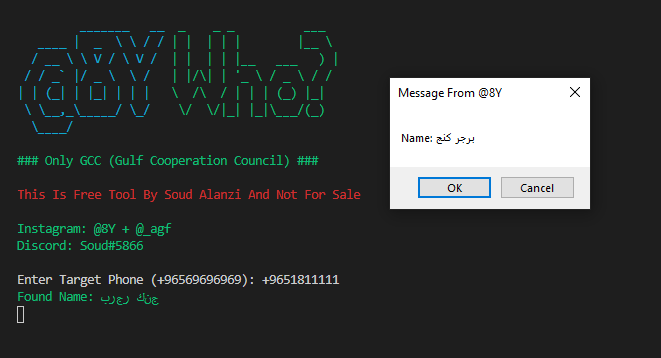 @8Y Who?
### Only GCC (Gulf Cooperation Council) ###
This Is Free Tool By Soud Alanzi And Not For Sale
Instagram: @8Y + @_agf
Discord: Soud#5866
Enter Target Phone (+96569696969): +9651811111
Found Name: برجر كنج
Message From @8Y
Name: برجر كنج
OK
Cancel